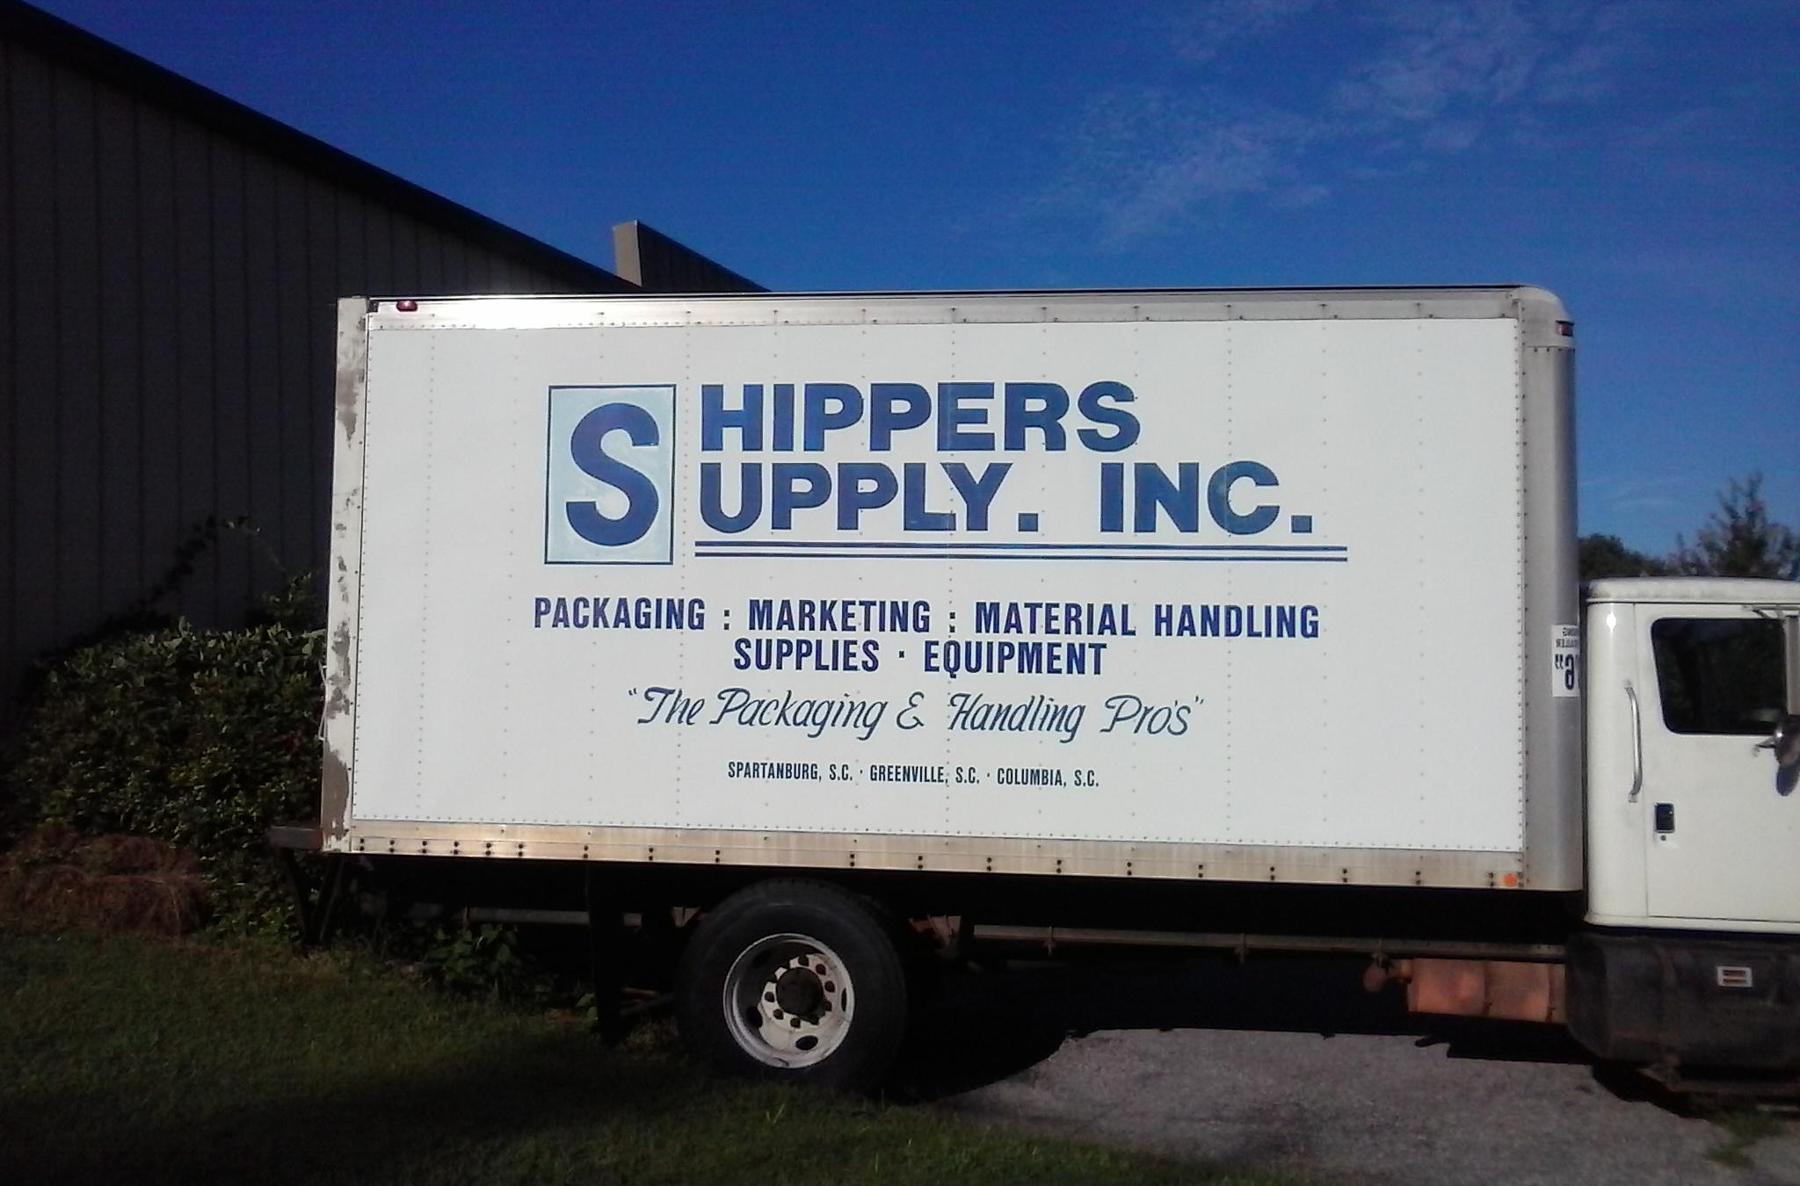 SHIPPERS
SUPPLY. INC.
PACKAGING : MARKETING : MATERIAL HANDLING
SUPPLIES · EQUIPMENT
"The Packaging & Handling Pro's"
SPARTANBURG, S.C. · GREENVILLE, S.C. · COLUMBIA, S.C.